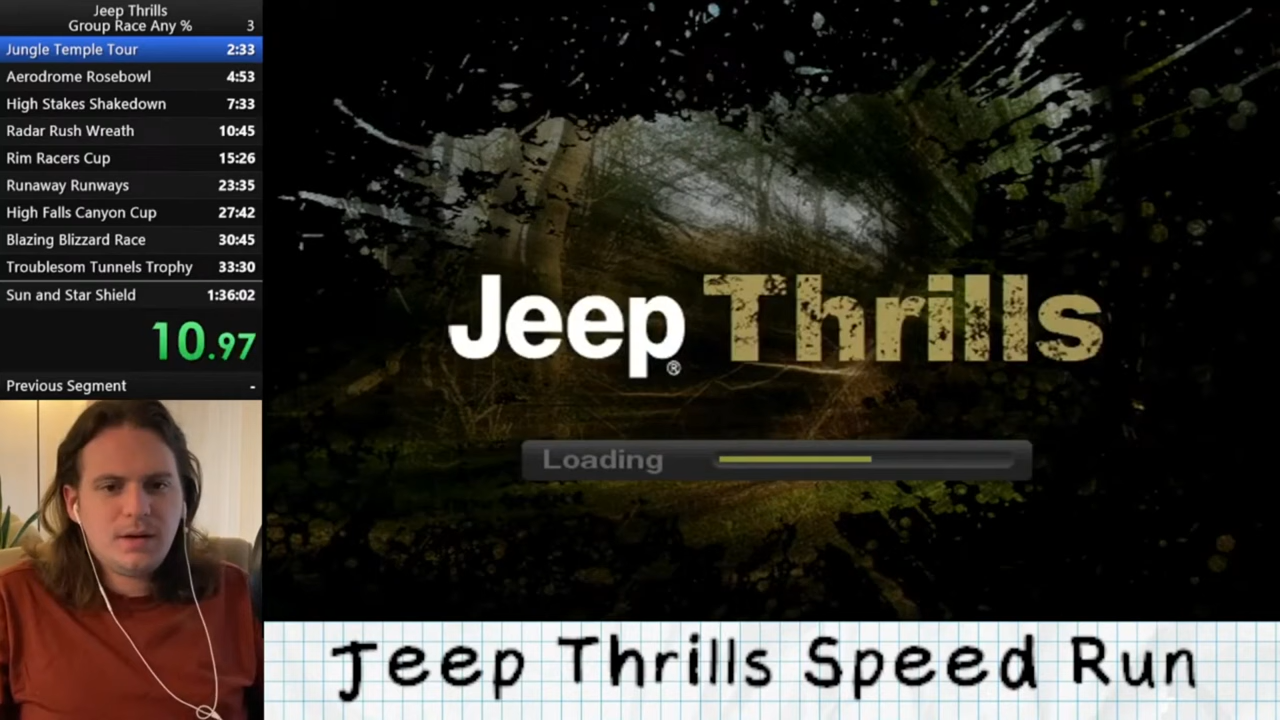 Jeep Thrills
Group Race Any % 3
Jungle Temple Tour 2:33
Aerodrome Rosebowl 4:53
High Stakes Shakedown 7:33
Radar Rush Wreath 10:45
Rim Racers Cup 15:26
Runaway Runways 23:35
High Falls Canyon Cup 27:42
Blazing Blizzard Race 30:45
Troublesom Tunnels Trophy 33:30
Sun and Star Shield 1:36:02
10.97
Previous Segment -
Jeep® Thrills
Loading
Jeep Thrills Speed Run